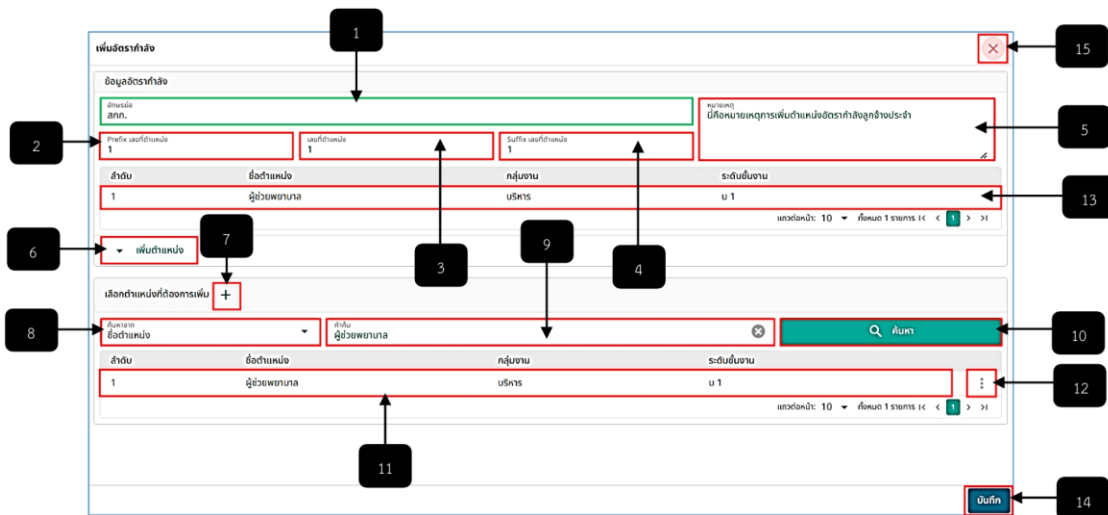 1
เพิ่มอัตรากำลัง
15
ข้อมูลอัตรากำลัง
อักษรย่อ
สกก.
หมายเหตุ
นี่คือหมายเหตุการเพิ่มตำแหน่งอัตรากำลังลูกจ้างประจำ
5
2
Prefix เลขที่ตำแหน่ง
1
เลขที่ตำแหน่ง
1
Suffix เลขที่ตำแหน่ง
1
ลำดับ ชื่อตำแหน่ง กลุ่มงาน ระดับชั้นงาน
1 ผู้ช่วยพยาบาล บริหาร บ 1
13
แถวต่อหน้า: 10 ทั้งหมด 1 รายการ 1
6
เพิ่มตำแหน่ง
7
3
9
4
เลือกตำแหน่งที่ต้องการเพิ่ม +
8
ค้นหาจาก
ชื่อตำแหน่ง
คำค้น
ผู้ช่วยพยาบาล
ค้นหา
10
ลำดับ ชื่อตำแหน่ง กลุ่มงาน ระดับชั้นงาน
1 ผู้ช่วยพยาบาล บริหาร บ 1
12
แถวต่อหน้า: 10 ทั้งหมด 1 รายการ 1
11
บันทึก
14